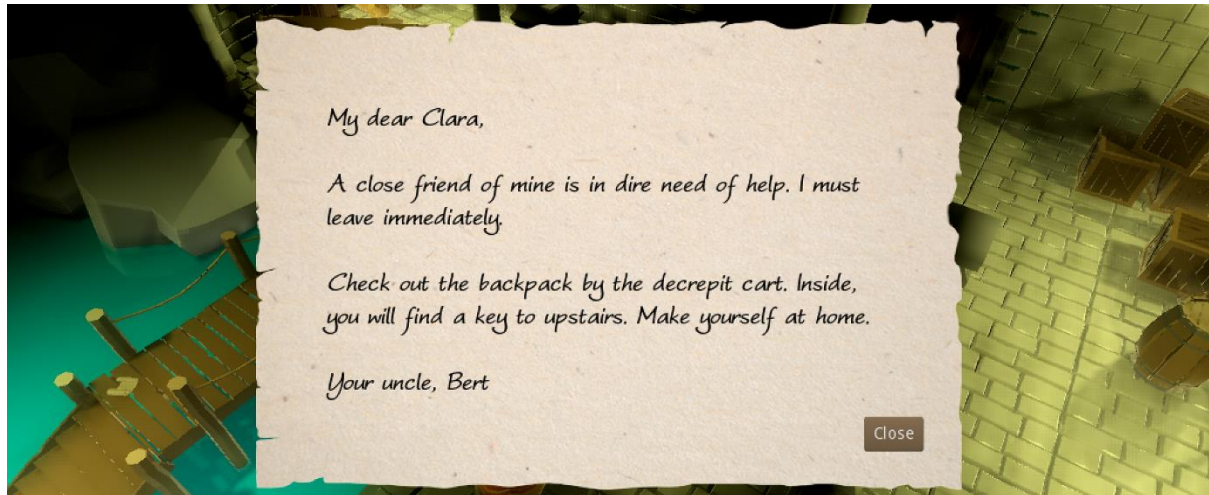 My dear Clara,
A close friend of mine is in dire need of help. I must
leave immediately.
Check out the backpack by the decrepit cart. Inside,
you will find a key to upstairs. Make yourself at home.
Your uncle, Bert
Close